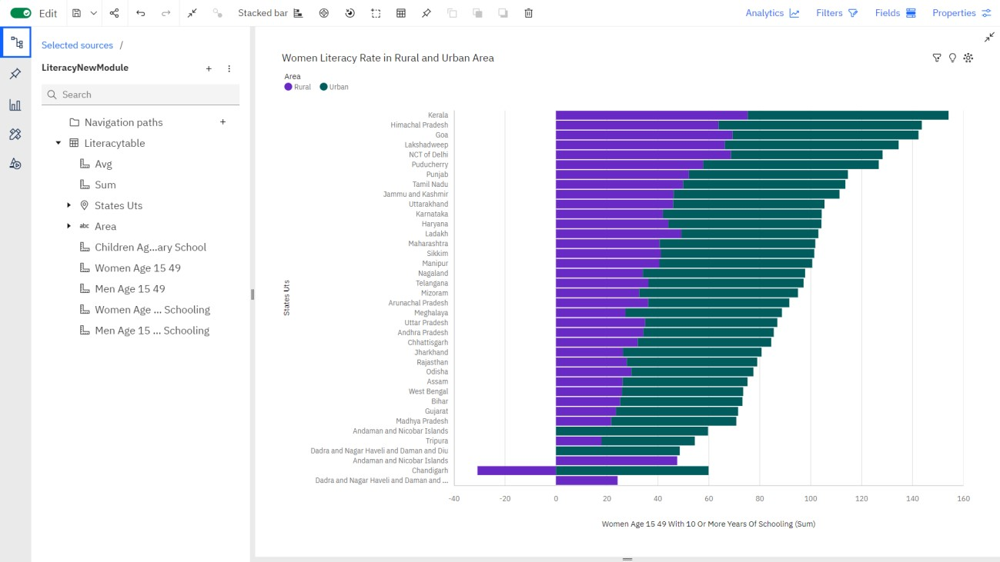 Edit
Stacked bar
Analytics
Filters
Fields
Properties
Selected sources /
LiteracyNewModule
Search
Navigation paths
Literacytable
Avg
Sum
States Uts
abc Area
Children Ag...ary School
Women Age 15 49
Men Age 15 49
Women Age ... Schooling
Men Age 15 ... Schooling
Women Literacy Rate in Rural and Urban Area
Area
Rural Urban
States Uts
Kerala
Himachal Pradesh
Goa
Lakshadweep
NCT of Delhi
Puducherry
Punjab
Tamil Nadu
Jammu and Kashmir
Uttarakhand
Karnataka
Haryana
Ladakh
Maharashtra
Sikkim
Manipur
Nagaland
Telangana
Mizoram
Arunachal Pradesh
Meghalaya
Uttar Pradesh
Andhra Pradesh
Chhattisgarh
Jharkhand
Rajasthan
Odisha
Assam
West Bengal
Bihar
Gujarat
Madhya Pradesh
Andaman and Nicobar Islands
Tripura
Dadra and Nagar Haveli and Daman and Diu
Andaman and Nicobar Islands
Chandigarh
Dadra and Nagar Haveli and Daman and ...
-40 -20 0 20 40 60 80 100 120 140 160
Women Age 15 49 With 10 Or More Years Of Schooling (Sum)